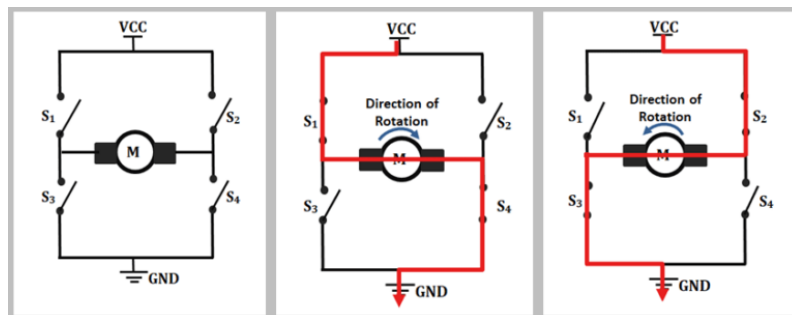 VCC
S₁
S₂
M
S₃
S₄
GND
VCC
Direction of
Rotation
S₁
S₂
M
S₃
S₄
GND
VCC
Direction of
Rotation
S₁
S₂
M
S₃
S₄
GND